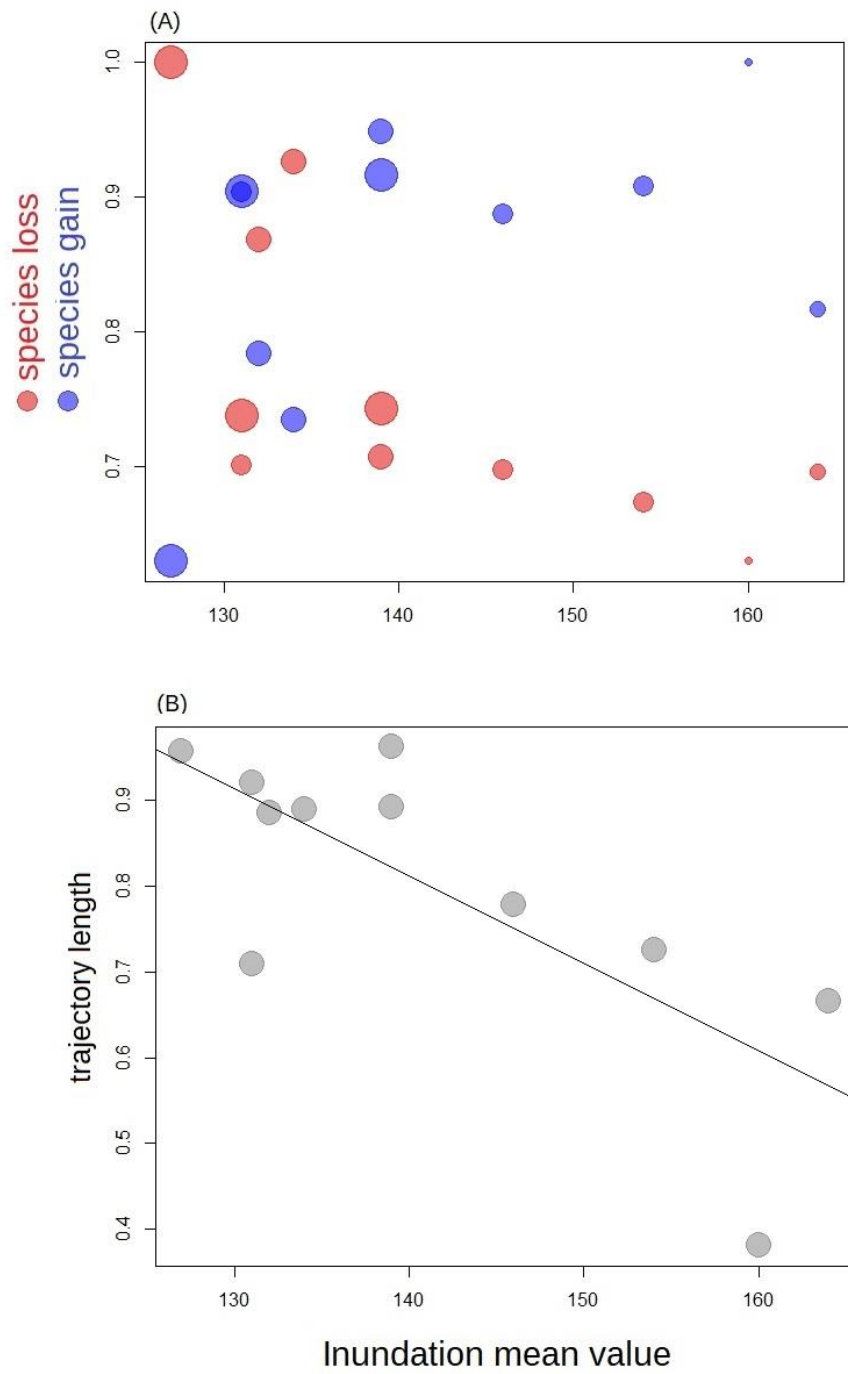 (A)
species loss
species gain
1.0
0.9
0.8
0.7
130 140 150 160
(B)
trajectory length
0.9
0.8
0.7
0.6
0.5
0.4
130 140 150 160
Inundation mean value